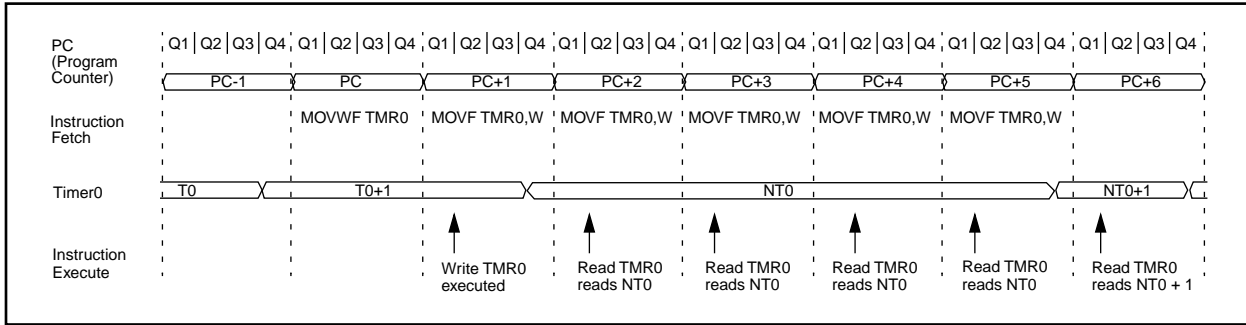 PC
(Program
Counter)
Q1 Q2 Q3 Q4 Q1 Q2 Q3 Q4 Q1 Q2 Q3 Q4 Q1 Q2 Q3 Q4 Q1 Q2 Q3 Q4 Q1 Q2 Q3 Q4 Q1 Q2 Q3 Q4 Q1 Q2 Q3 Q4
PC-1 PC PC+1 PC+2 PC+3 PC+4 PC+5 PC+6
Instruction
Fetch
MOVWF TMR0 MOVF TMR0,W MOVF TMR0,W MOVF TMR0,W MOVF TMR0,W MOVF TMR0,W
Timer0
T0 T0+1 NT0 NT0+1
Instruction
Execute
Write TMR0
executed
Read TMR0
reads NT0
Read TMR0
reads NT0
Read TMR0
reads NT0
Read TMR0
reads NT0
Read TMR0
reads NT0 + 1